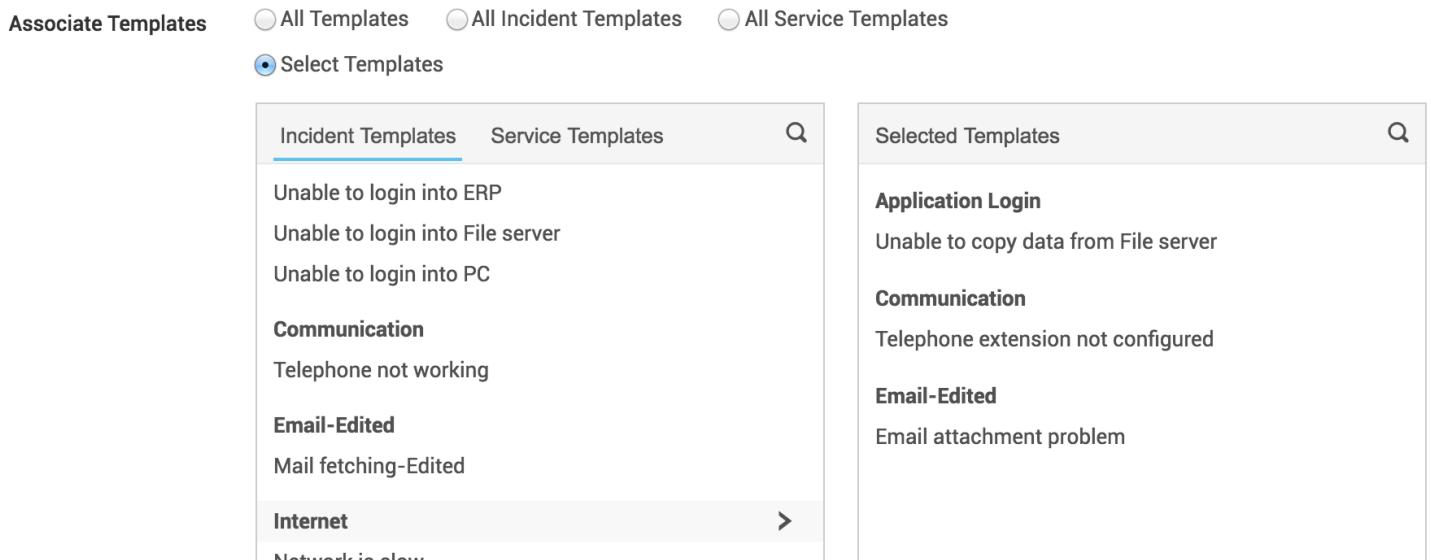 Associate Templates
All Templates
All Incident Templates
All Service Templates
Select Templates
Incident Templates
Service Templates
Unable to login into ERP
Unable to login into File server
Unable to login into PC
Communication
Telephone not working
Email-Edited
Mail fetching-Edited
Internet
Network is slow
Selected Templates
Application Login
Unable to copy data from File server
Communication
Telephone extension not configured
Email-Edited
Email attachment problem